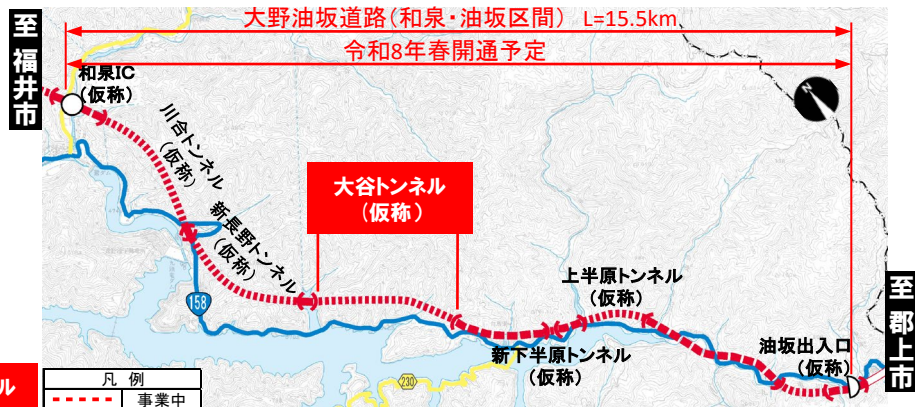 大野油坂道路(和泉・油坂区間) L=15.5km
令和8年春開通予定
至 福井市
和泉IC
(仮称)
N
川合トンネル
(仮称)
大谷トンネル
(仮称)
新長野トンネル
(仮称)
158
上半原トンネル
(仮称)
至 郡上市
新下半原トンネル
(仮称)
油坂出入口
(仮称)
230
ル
凡 例
事業中